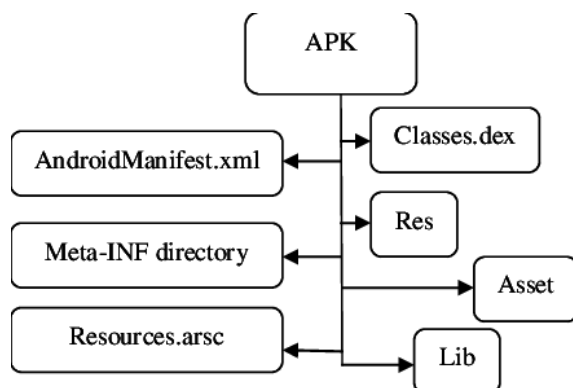 APK
Classes.dex
AndroidManifest.xml
Res
Meta-INF directory
Asset
Resources.arsc
Lib